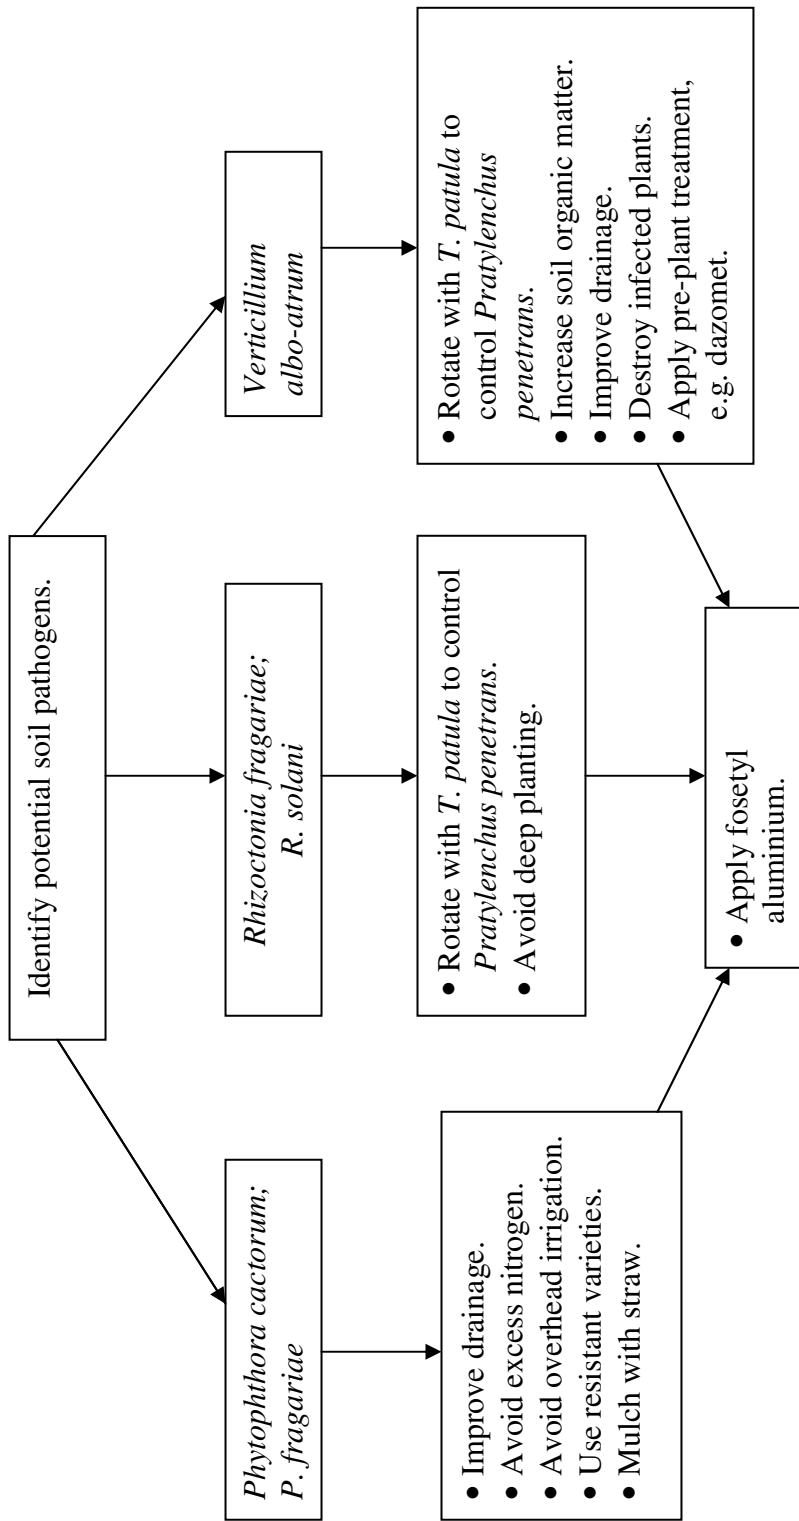 Identify potential soil pathogens.
Phytophthora cactorum;
P. fragariae
Rhizoctonia fragariae;
R. solani
Verticillium
albo-atrum
• Improve drainage.
• Avoid excess nitrogen.
• Avoid overhead irrigation.
• Use resistant varieties.
• Mulch with straw.
• Rotate with T. patula to control
Pratylenchus penetrans.
• Avoid deep planting.
• Rotate with T. patula to
control Pratylenchus
penetrans.
• Increase soil organic matter.
• Improve drainage.
• Destroy infected plants.
• Apply pre-plant treatment,
e.g. dazomet.
• Apply fosetyl
aluminium.